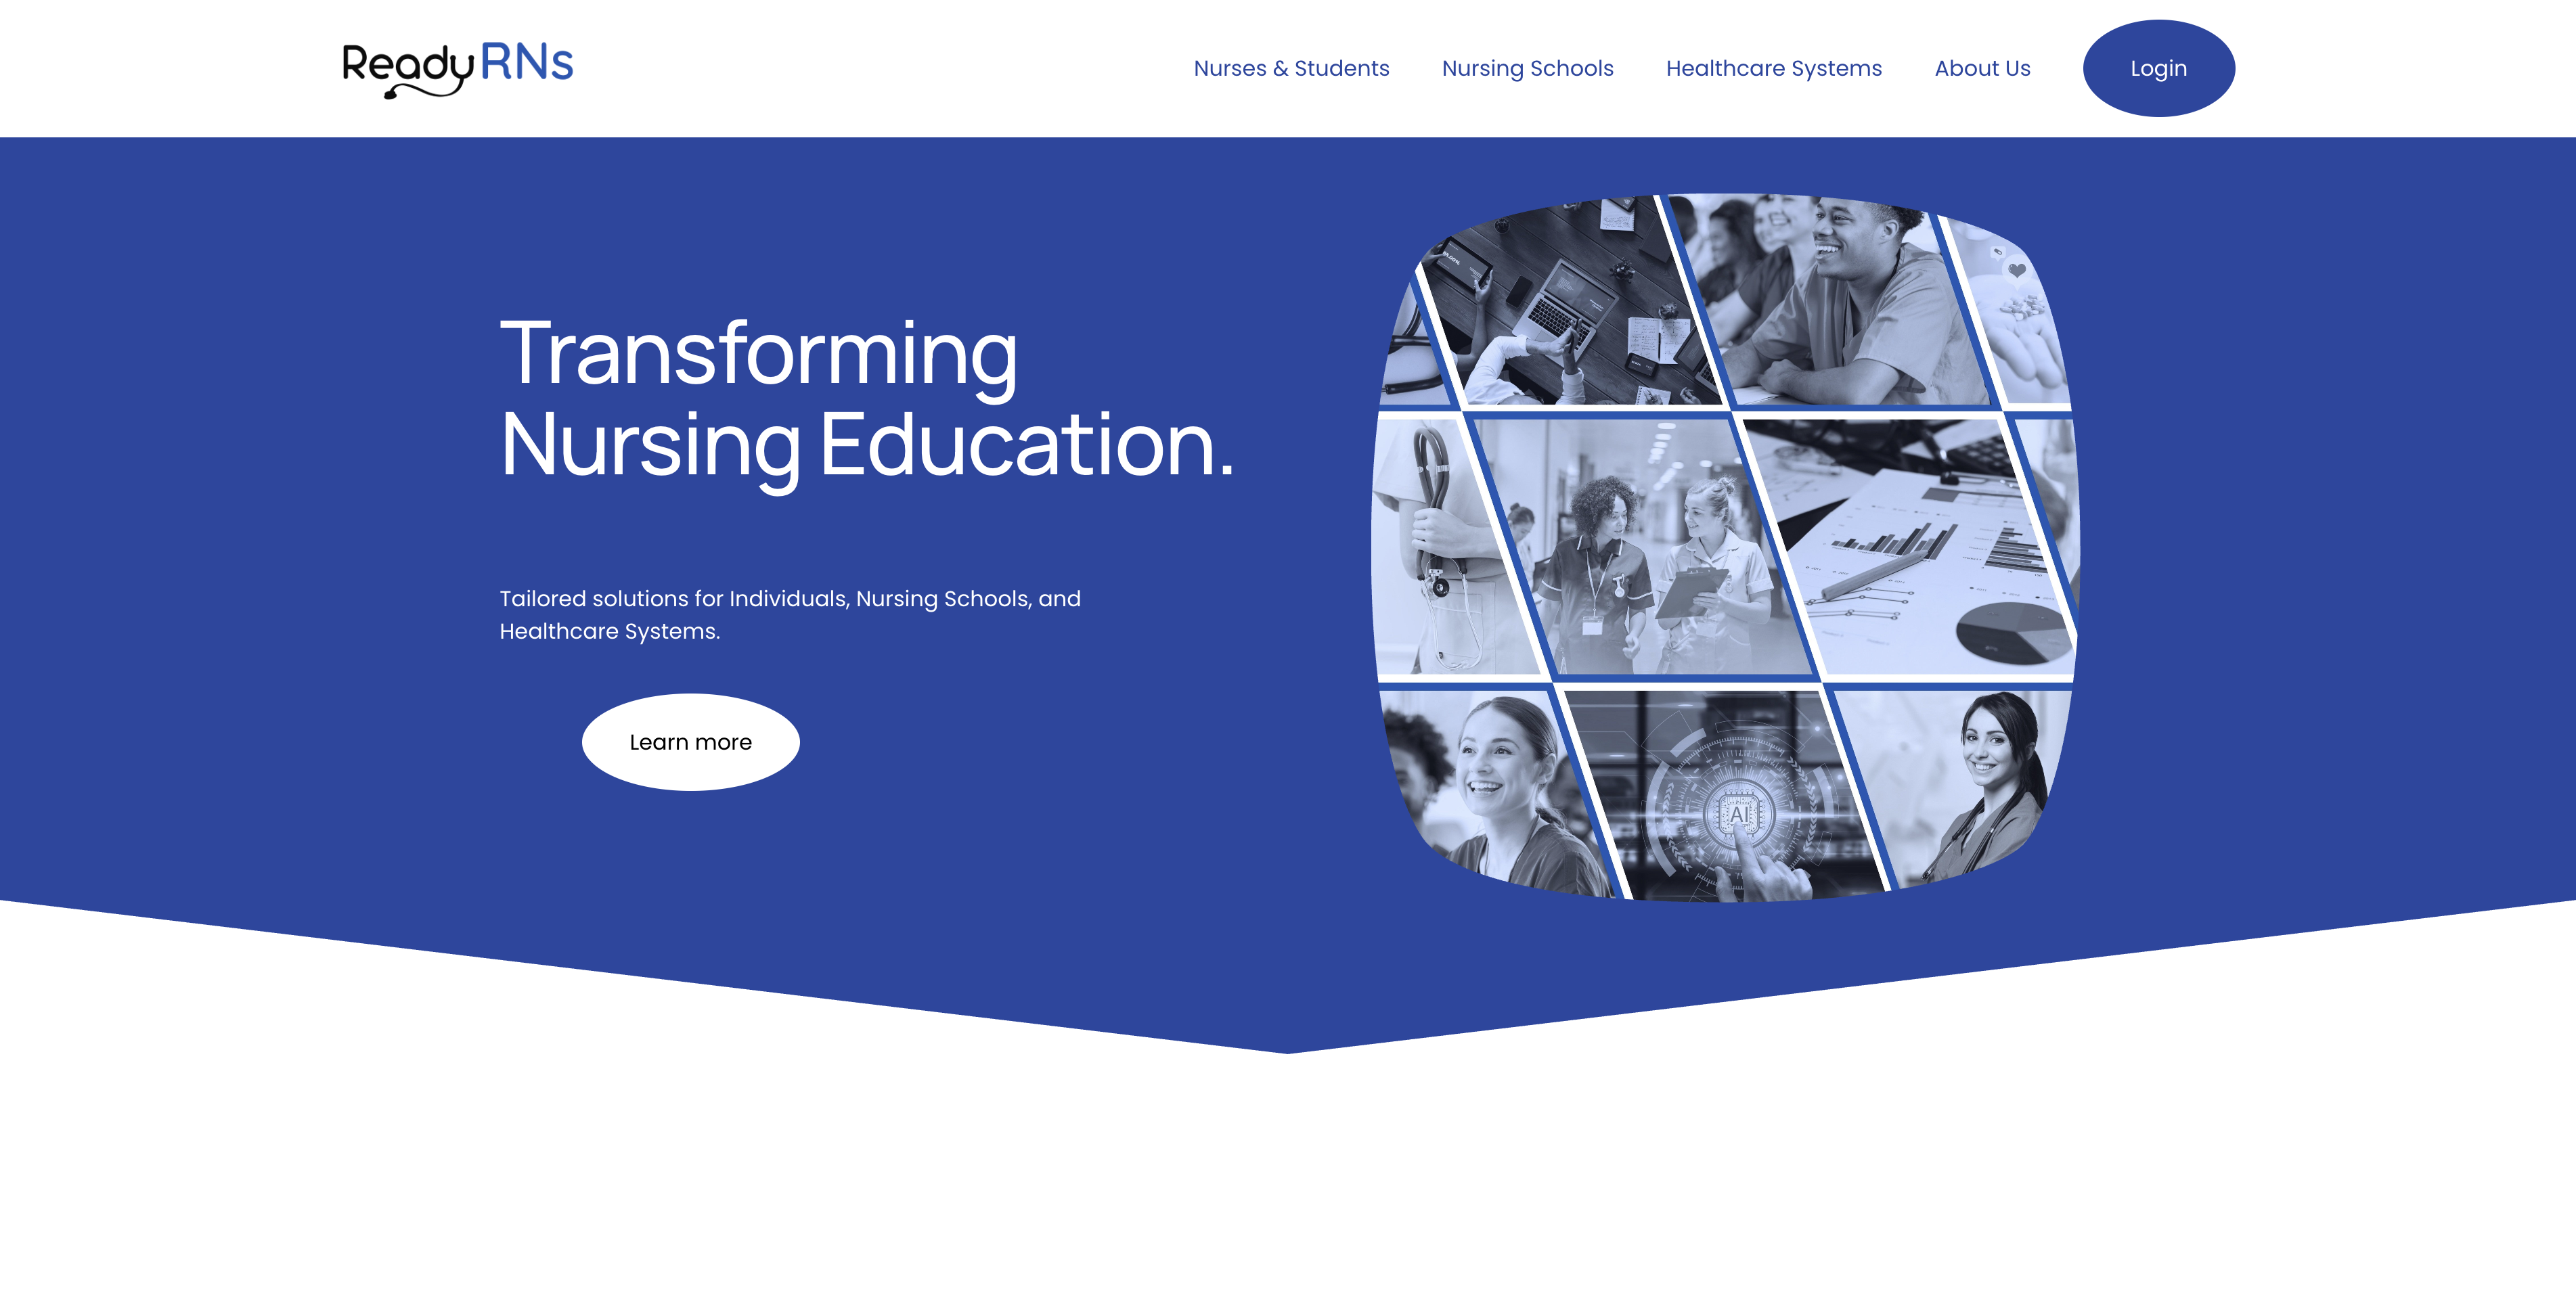 ReadyRNs
Nurses & Students
Nursing Schools
Healthcare Systems
About Us
Login
Transforming
Nursing Education.
Tailored solutions for Individuals, Nursing Schools, and
Healthcare Systems.
Learn more
AI